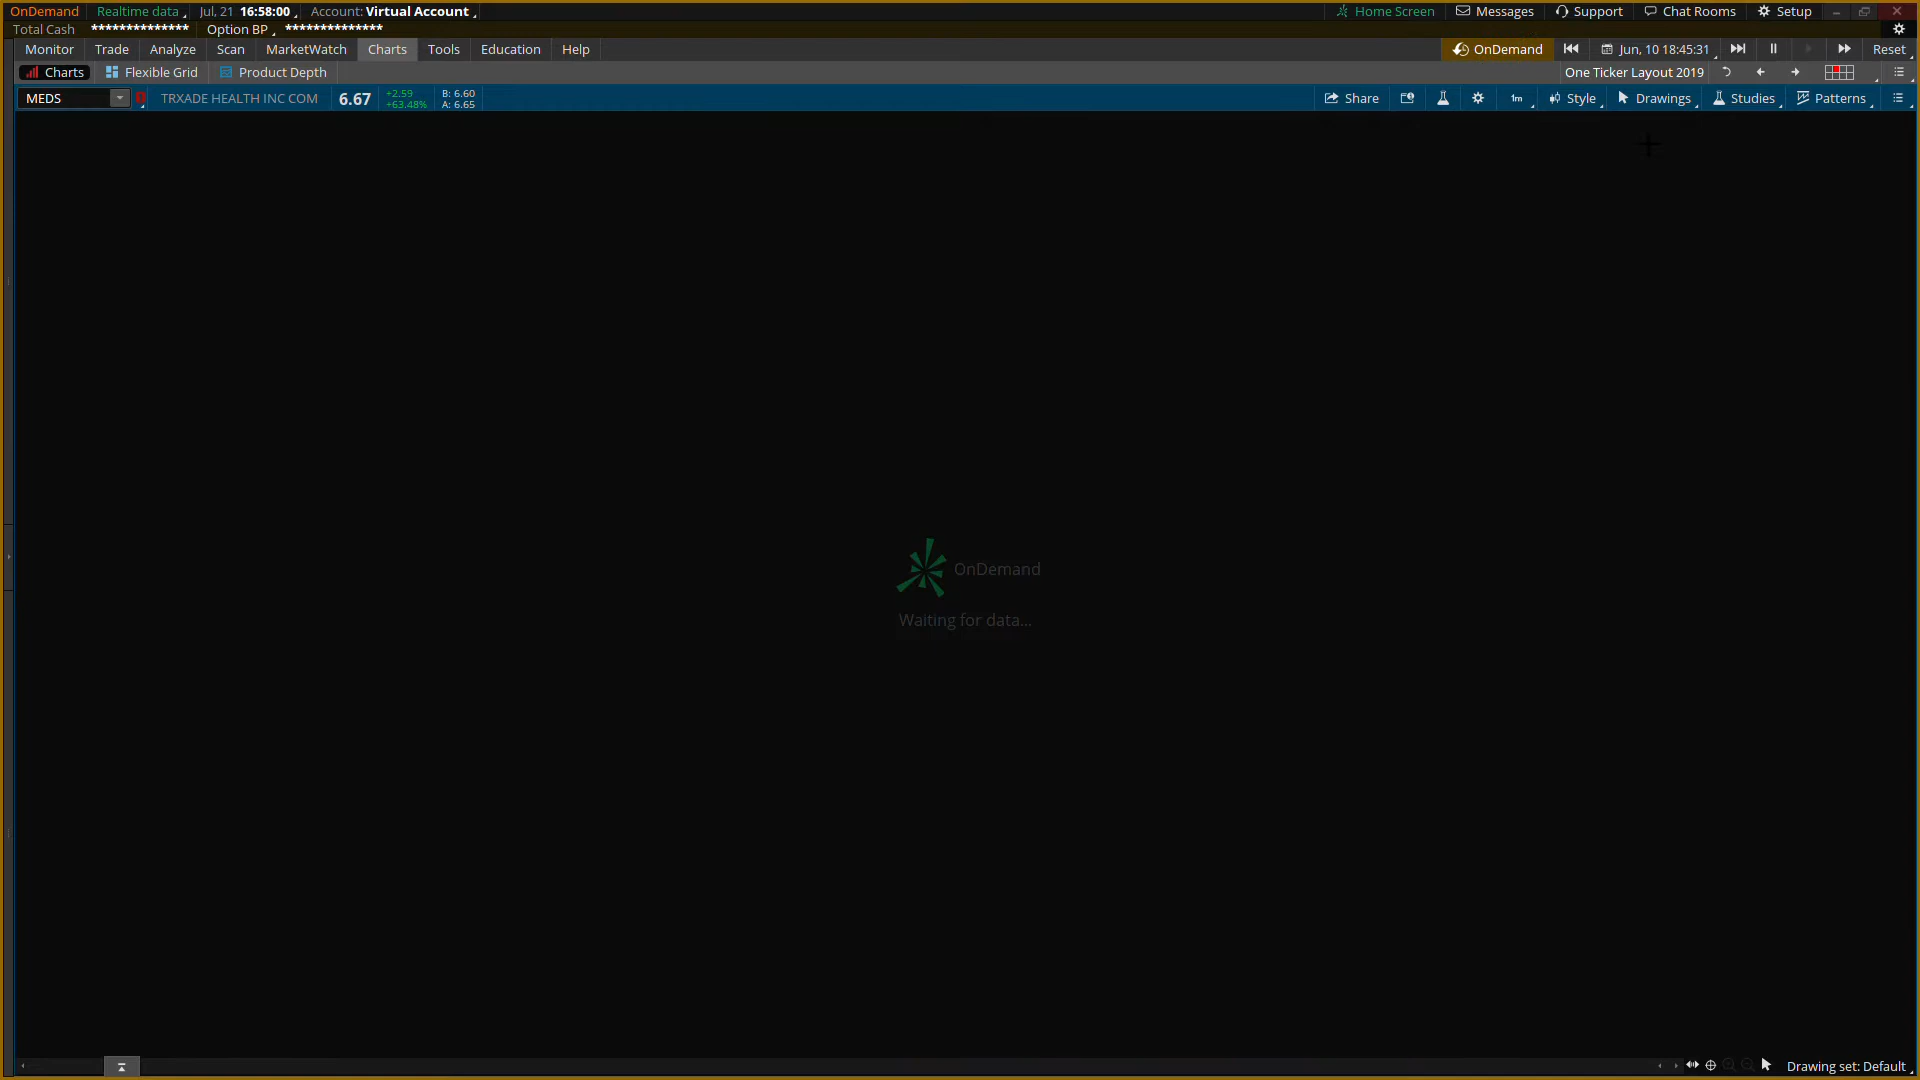 OnDemand Realtime data Jul, 21 16:58:00 Account: Virtual Account Home Screen Messages Support Chat Rooms Setup
Total Cash ************** Option BP **************
Monitor Trade Analyze Scan MarketWatch Charts Tools Education Help OnDemand Jun, 10 18:45:31 Reset
Charts Flexible Grid Product Depth One Ticker Layout 2019
MEDS TRXADE HEALTH INC COM 6.67 +2.59 B: 6.60 Share 1m Style Drawings Studies Patterns
+63.48% A: 6.65
OnDemand
Waiting for data...
Drawing set: Default